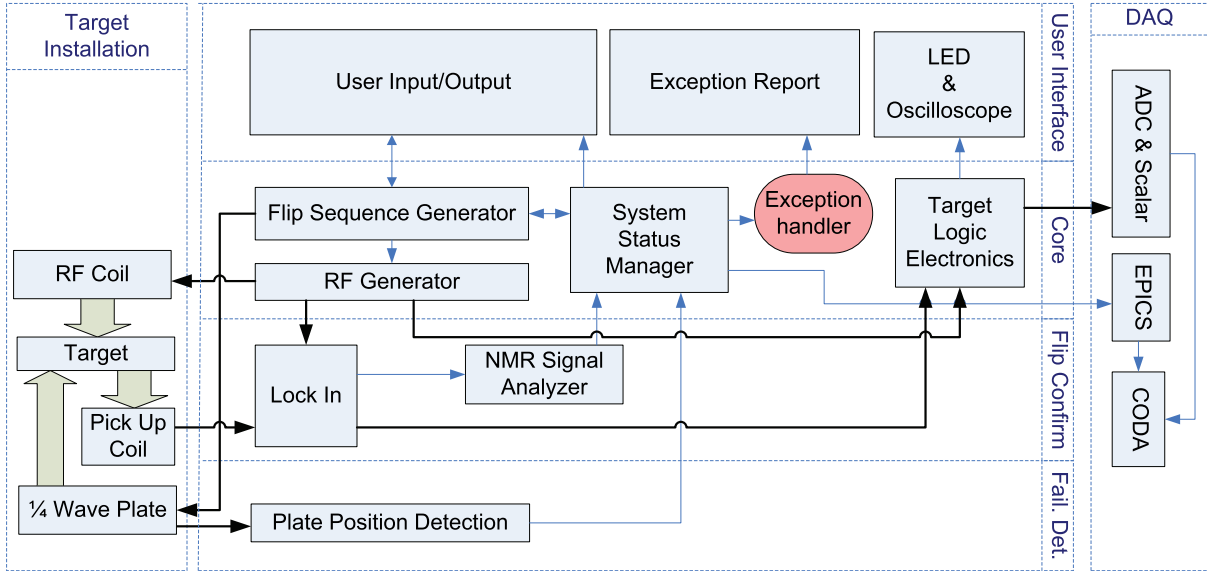 Target
Installation
RF Coil
Target
Pick Up
Coil
¼ Wave Plate
User Input/Output
Exception Report
LED
&
Oscilloscope
User Interface
Flip Sequence Generator
RF Generator
System
Status
Manager
Exception
handler
Target
Logic
Electronics
Core
Lock In
NMR Signal
Analyzer
Flip Confirm
Plate Position Detection
Fail. Det.
DAQ
ADC & Scalar
EPICS
CODA